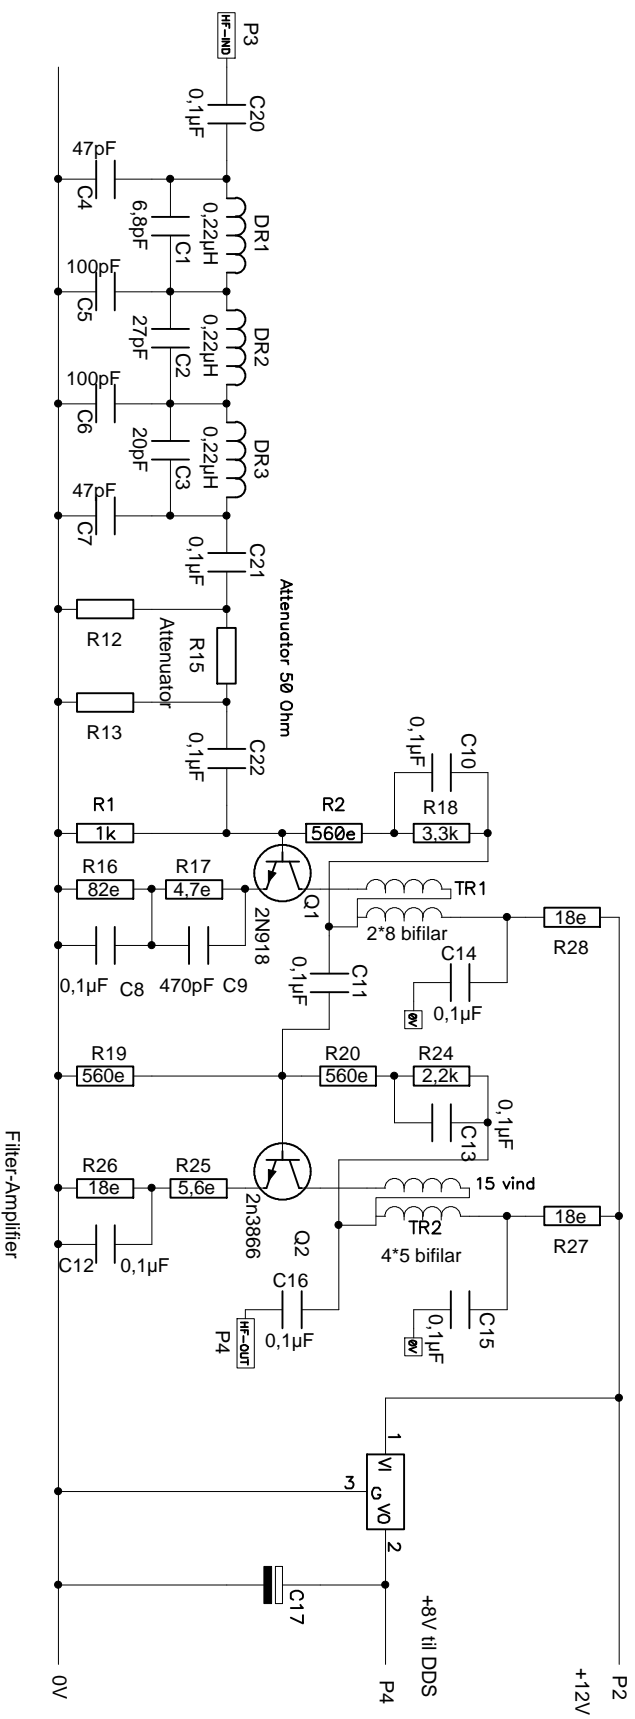 P3
HF-IND
C20
0,1µF
47pF
C4
6,8pF
C1
0,22µH
DR1
100pF
C5
27pF
C2
0,22µH
DR2
100pF
C6
20pF
C3
0,22µH
DR3
47pF
C7
0,1µF
C21
Attenuator 50 Ohm
R12
Attenuator
R15
R13
0,1µF
C22
0,1µF
C10
R1
1k
R2
560e
R18
3,3k
R16
82e
R17
4,7e
Q1
2N918
TR1
2*8 bifilar
18e
R28
0,1µF
C8
470pF
C9
0,1µF
C11
C14
0,1µF
0V
R19
560e
R20
560e
R24
2,2k
0,1µF
C13
R26
18e
R25
5,6e
2n3866
Q2
15 vind
TR2
4*5 bifilar
18e
R27
C12
0,1µF
C16
0,1µF
HF-OUT
P4
C15
0,1µF
0V
Filter-Amplifier
1
VI
3
G
VO
2
C17
+8V til DDS
P4
0V
P2
+12V